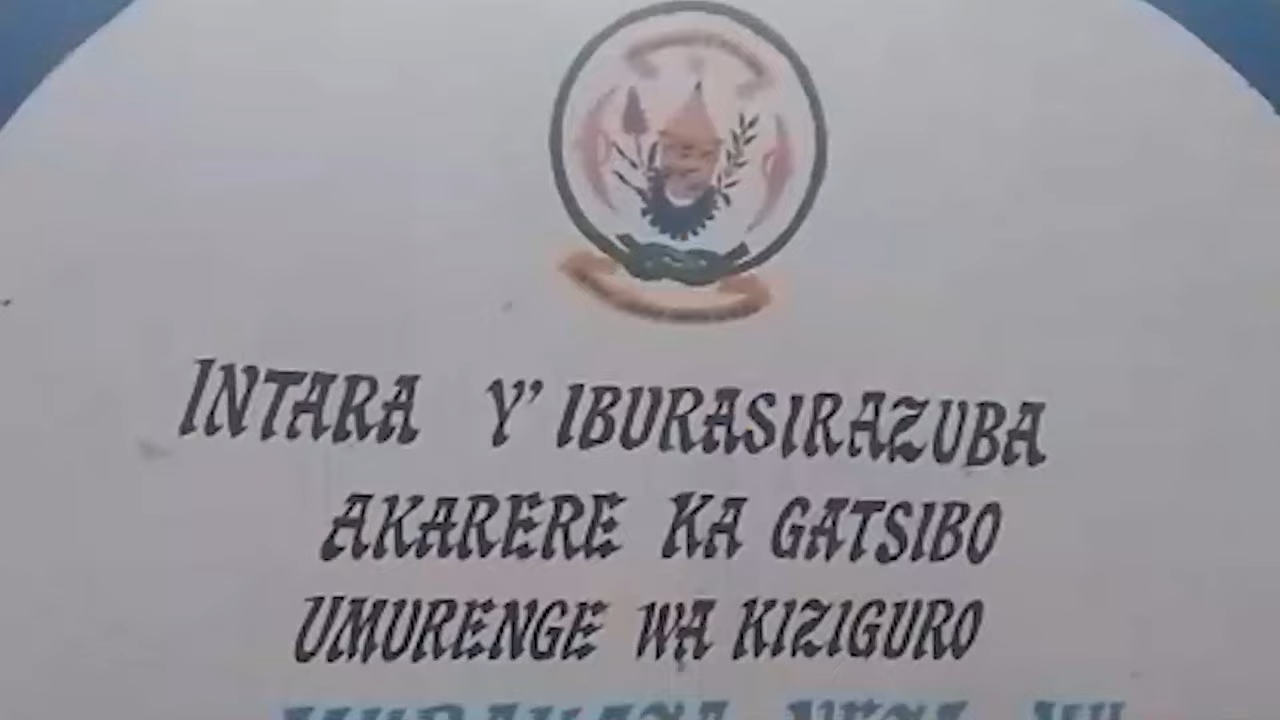 INTARA Y' IBURASIRAZUBA
AKARERE KA GATSIBO
UMURENGE WA KIZIGURO